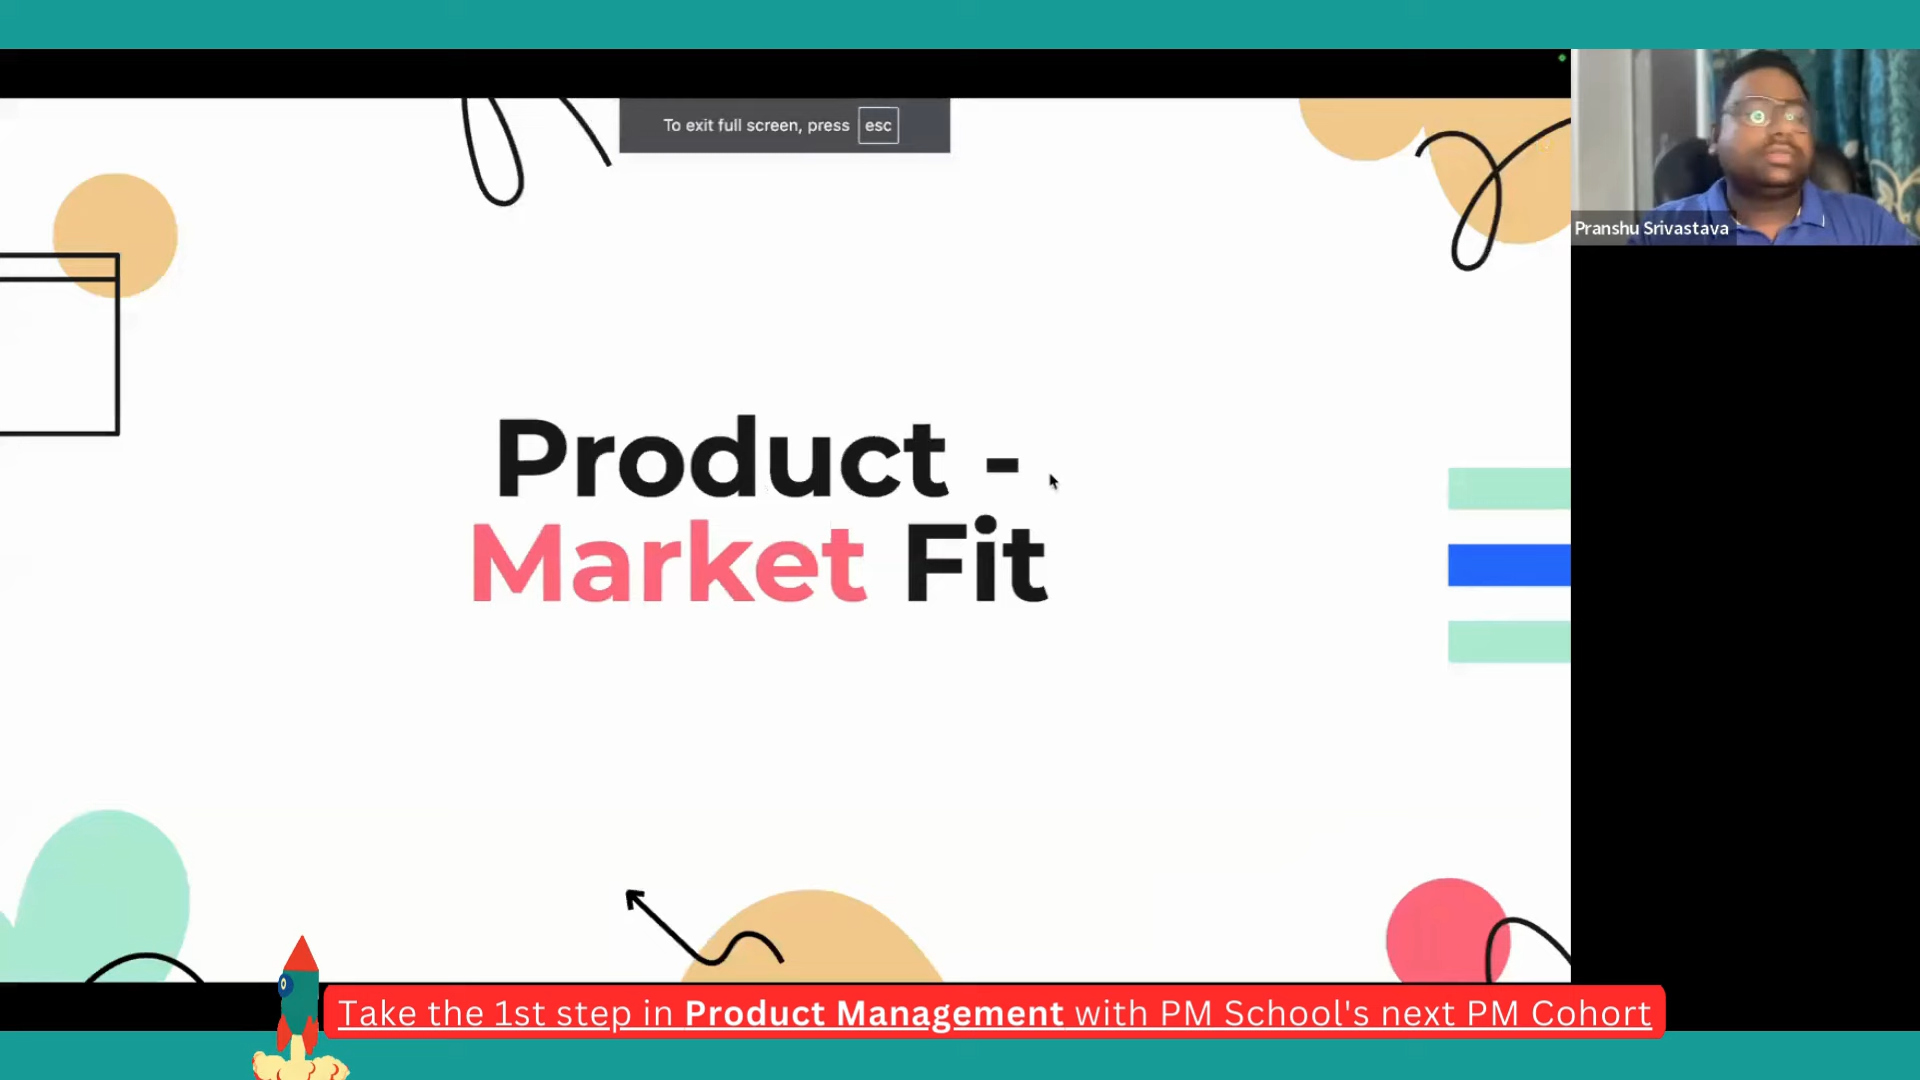 To exit full screen, press esc
Pranshu Srivastava
Product -
Market Fit
Take the 1st step in Product Management with PM School's next PM Cohort